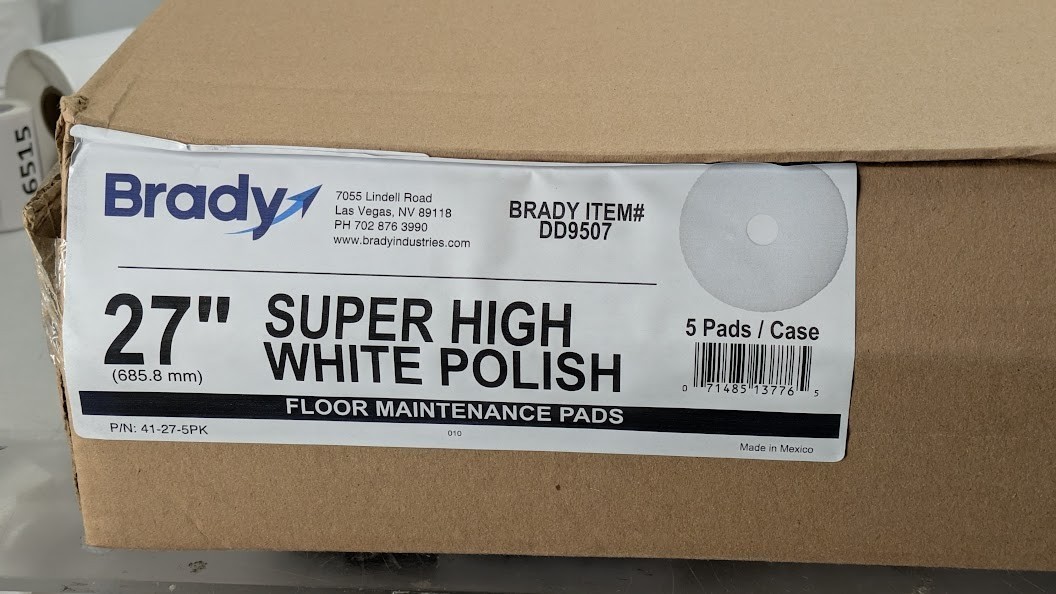 6515
Brady
7055 Lindell Road
Las Vegas, NV 89118
PH 702 876 3990
www.bradyindustries.com
BRADY ITEM#
DD9507
27"
(685.8 mm)
SUPER HIGH
WHITE POLISH
5 Pads / Case
0 71485 13776 5
FLOOR MAINTENANCE PADS
P/N: 41-27-5PK
010
Made in Mexico